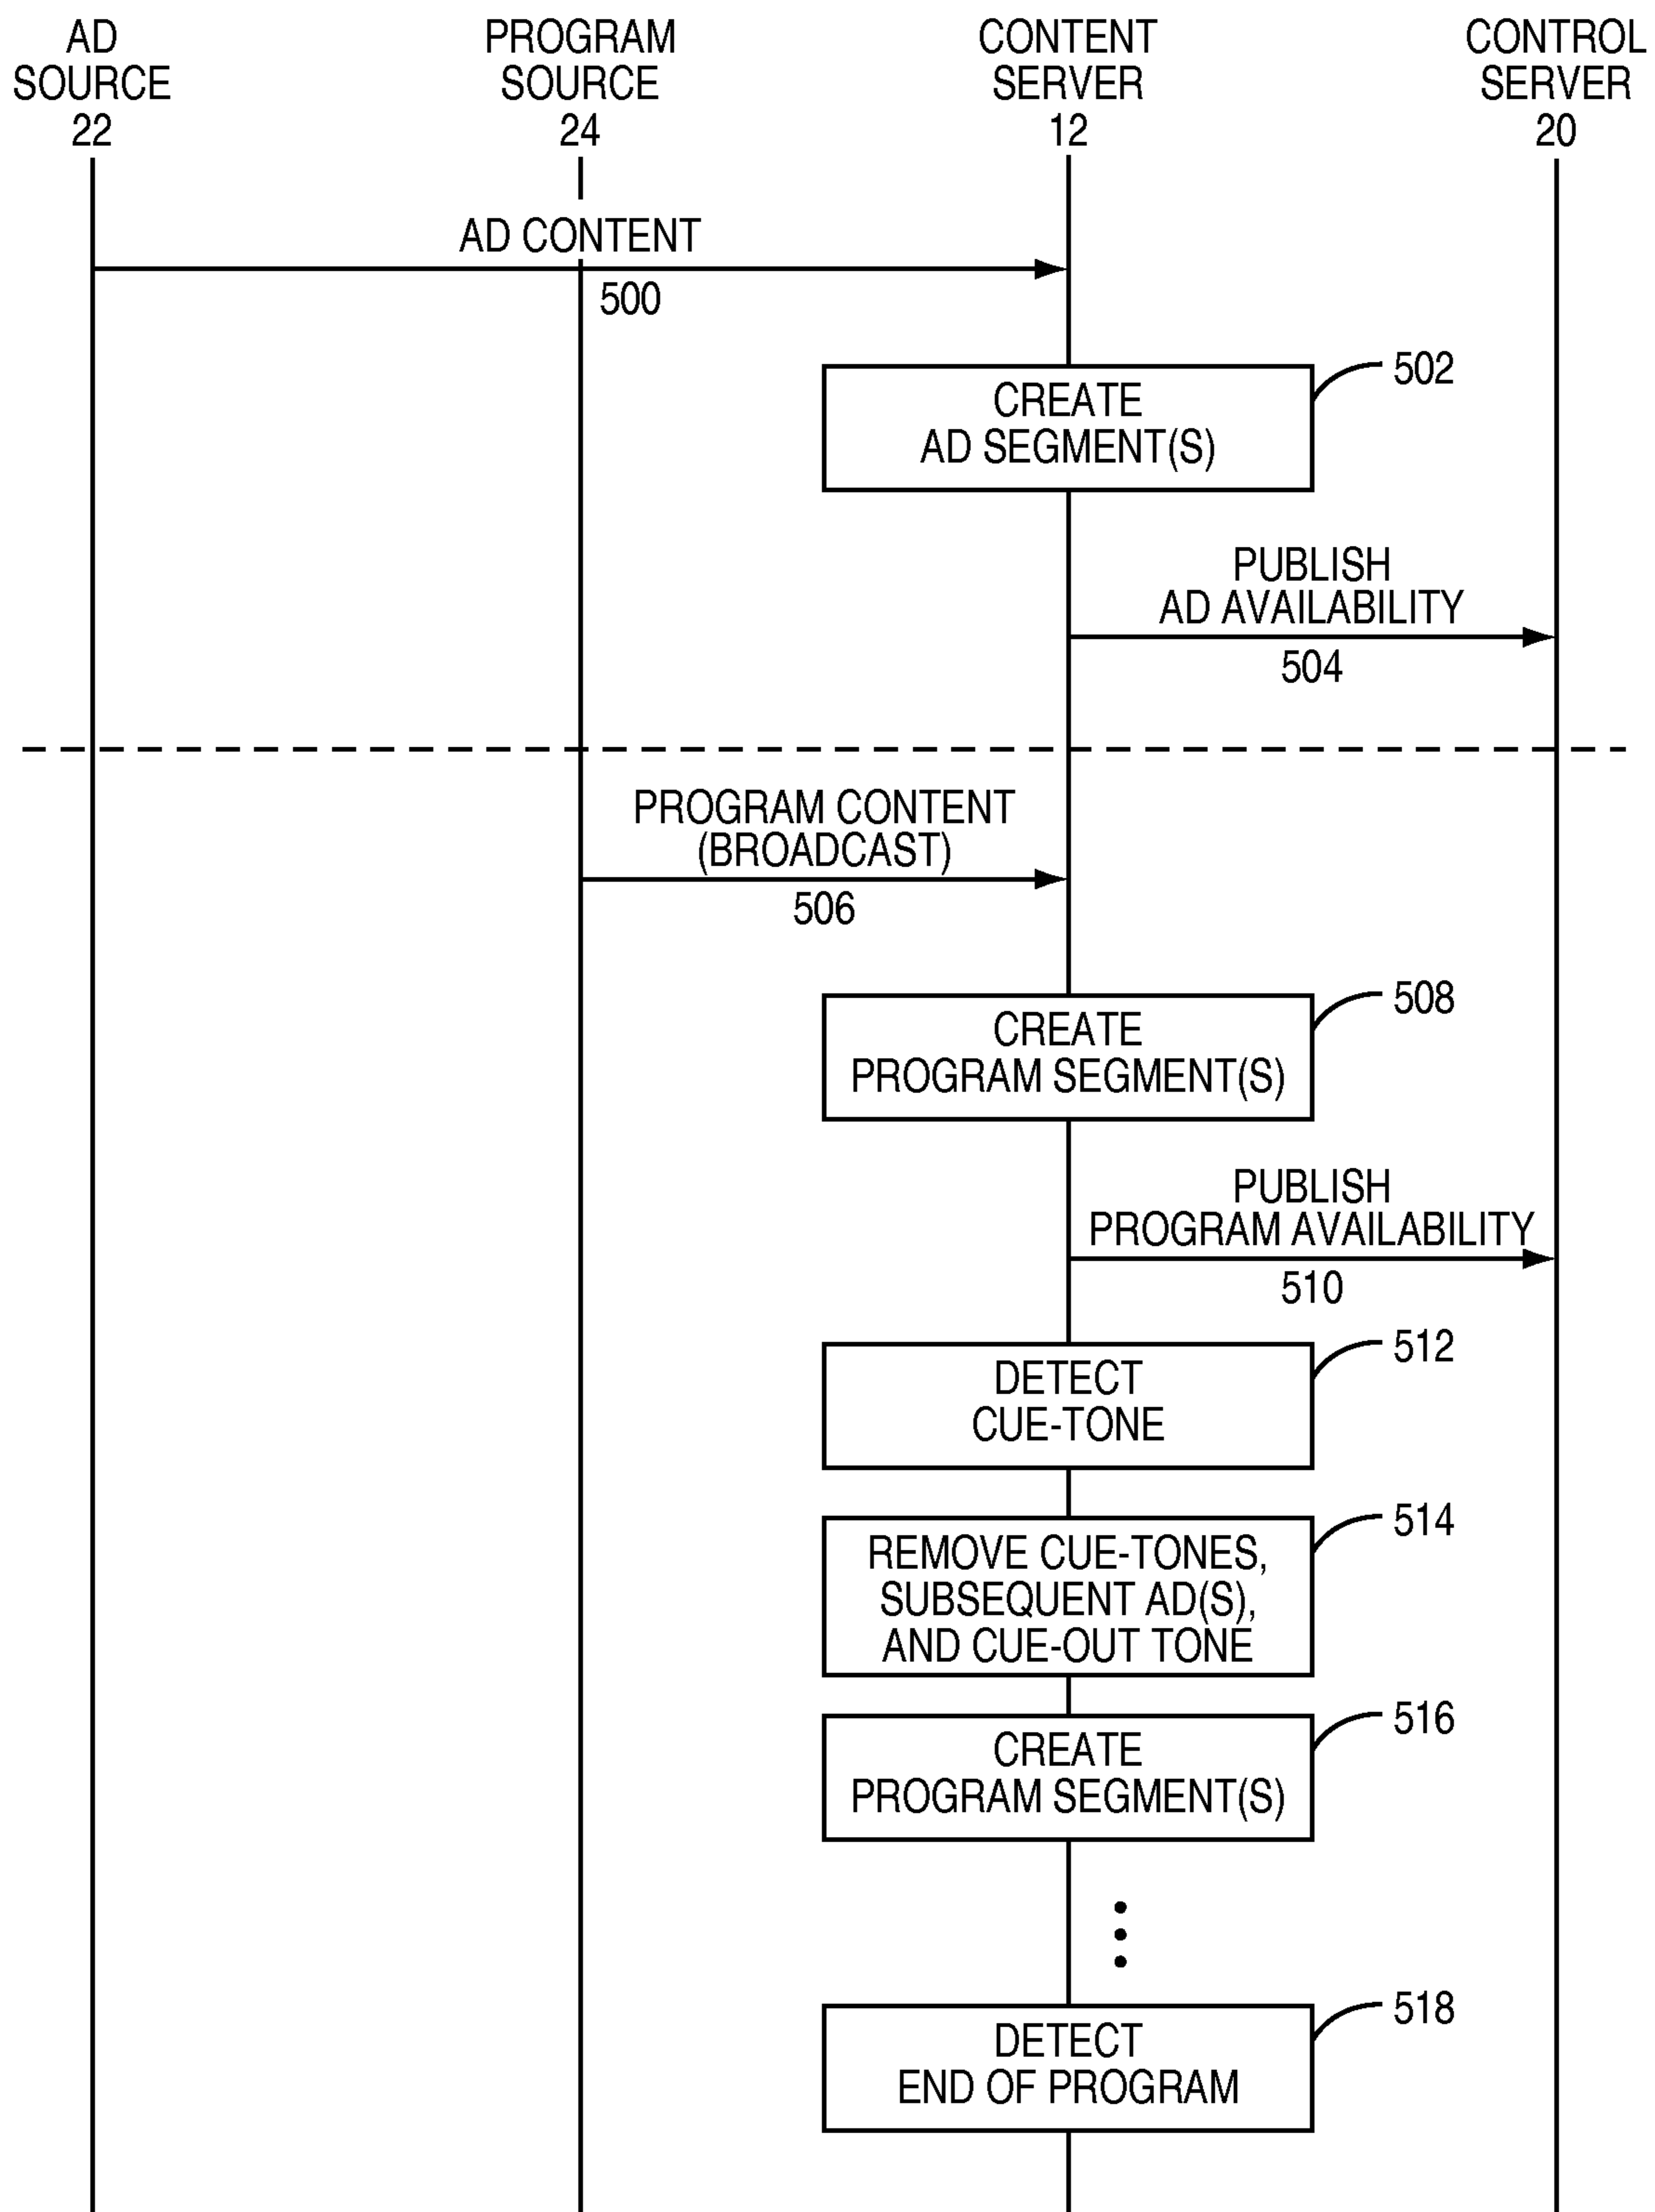 AD
SOURCE
22
PROGRAM
SOURCE
24
CONTENT
SERVER
12
CONTROL
SERVER
20
AD CONTENT
500
CREATE
AD SEGMENT(S)
502
PUBLISH
AD AVAILABILITY
504
PROGRAM CONTENT
(BROADCAST)
506
CREATE
PROGRAM SEGMENT(S)
508
PUBLISH
PROGRAM AVAILABILITY
510
DETECT
CUE-TONE
512
REMOVE CUE-TONES,
SUBSEQUENT AD(S),
AND CUE-OUT TONE
514
CREATE
PROGRAM SEGMENT(S)
516
DETECT
END OF PROGRAM
518